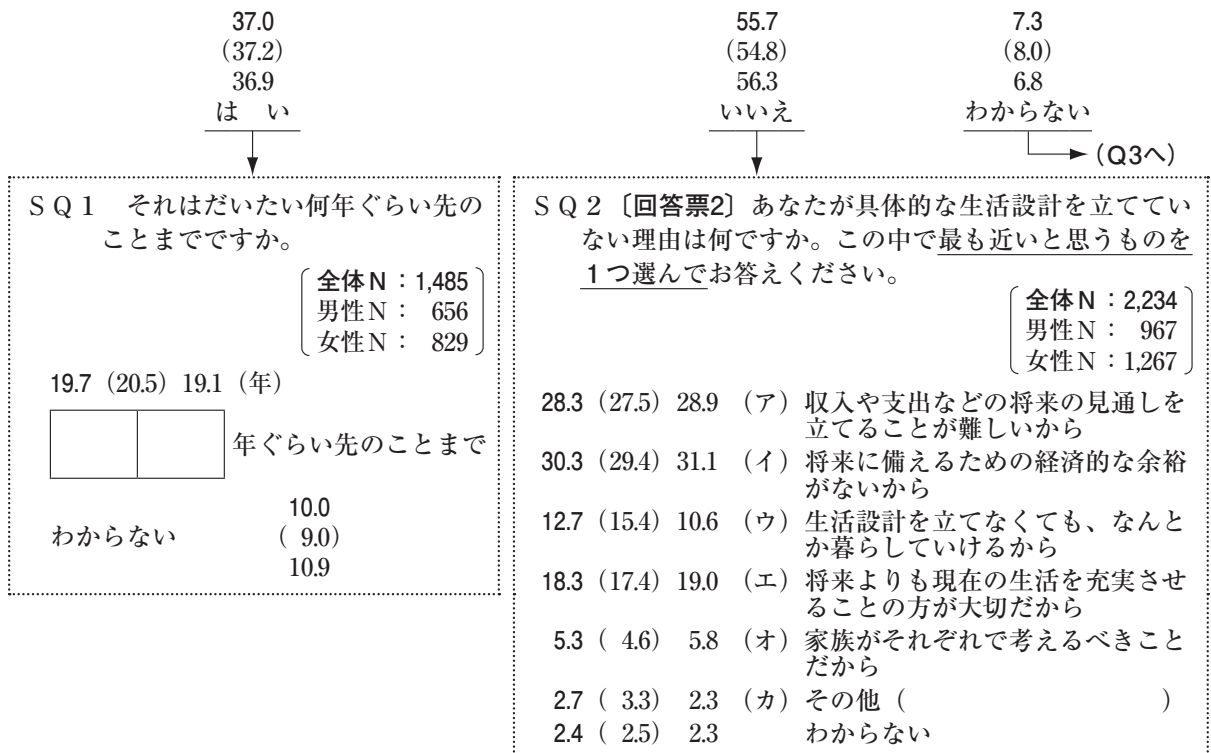 37.0
(37.2)
36.9
は い
55.7
(54.8)
56.3
いいえ
7.3
(8.0)
6.8
わからない
(Q3へ)
SQ1 それはだいたい何年ぐらい先の
ことまでですか。
全体N：1,485
男性N： 656
女性N： 829
19.7 (20.5) 19.1 (年)
年ぐらい先のことまで
10.0
わからない ( 9.0)
10.9
SQ2〔回答票2〕あなたが具体的な生活設計を立ててい
ない理由は何ですか。この中で最も近いと思うものを
1つ選んでお答えください。
全体N：2,234
男性N： 967
女性N：1,267
28.3 (27.5) 28.9 (ア) 収入や支出などの将来の見通しを
立てることが難しいから
30.3 (29.4) 31.1 (イ) 将来に備えるための経済的な余裕
がないから
12.7 (15.4) 10.6 (ウ) 生活設計を立てなくても、なんと
か暮らしていけるから
18.3 (17.4) 19.0 (エ) 将来よりも現在の生活を充実させ
ることの方が大切だから
5.3 ( 4.6) 5.8 (オ) 家族がそれぞれで考えるべきこと
だから
2.7 ( 3.3) 2.3 (カ) その他 ( )
2.4 ( 2.5) 2.3 わからない